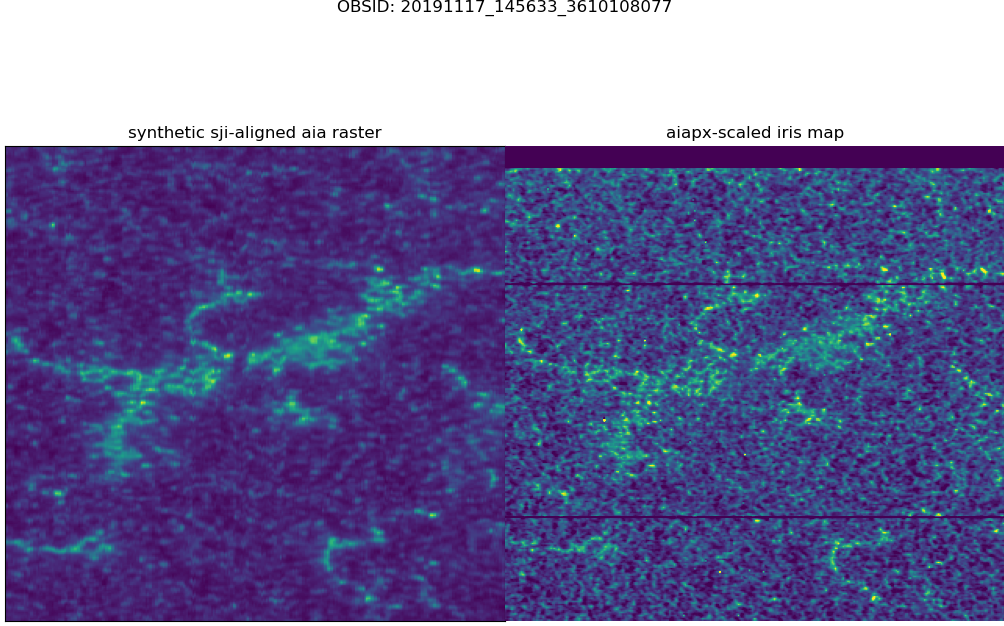 OBSID: 20191117_145633_3610108077
synthetic sji-aligned aia raster
aiapx-scaled iris map